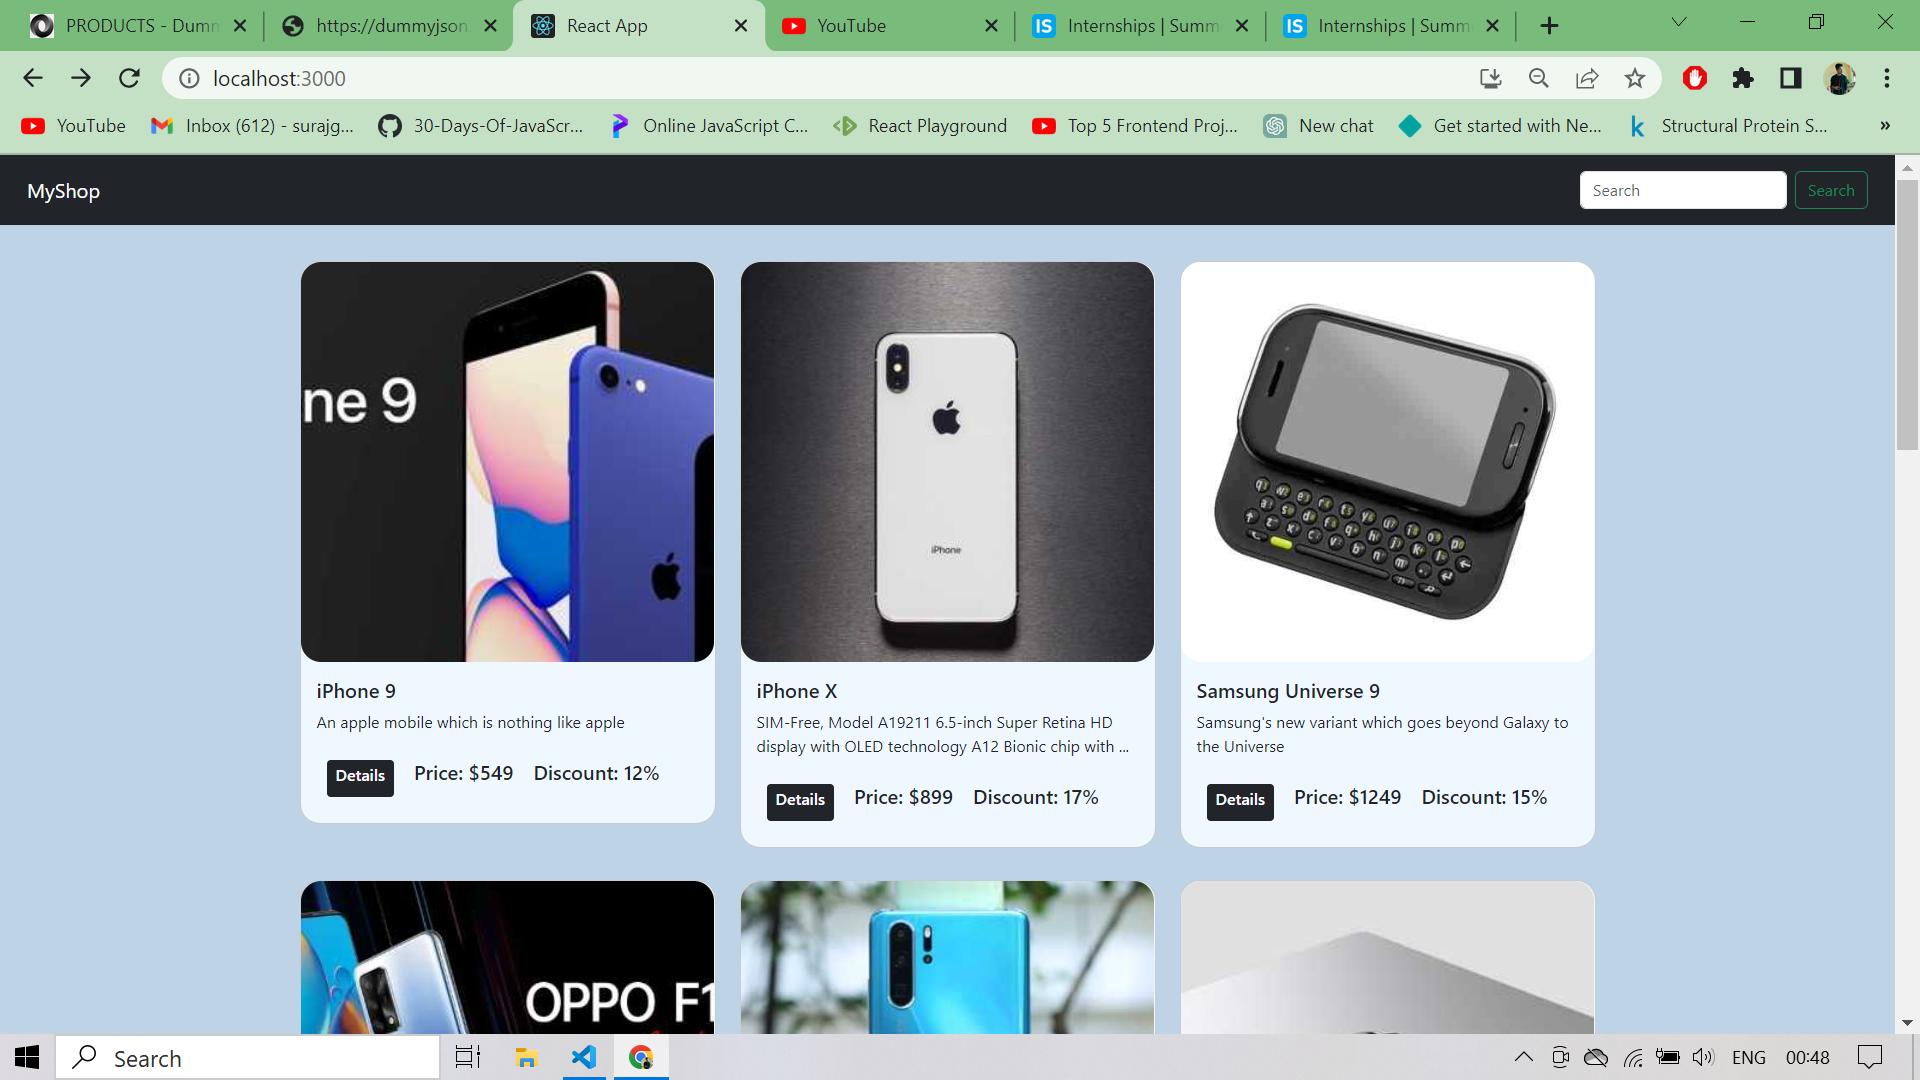 PRODUCTS - Dumm
https://dummyjson.
React App
YouTube
Internships | Summe
Internships | Summe
localhost:3000
YouTube
Inbox (612) - surajg...
30-Days-Of-JavaScr...
Online JavaScript C...
React Playground
Top 5 Frontend Proj...
New chat
Get started with Ne...
Structural Protein S...
»
MyShop
Search
Search
ne 9
iPhone
iPhone 9
An apple mobile which is nothing like apple
Details
Price: $549
Discount: 12%
iPhone X
SIM-Free, Model A19211 6.5-inch Super Retina HD
display with OLED technology A12 Bionic chip with ...
Details
Price: $899
Discount: 17%
Samsung Universe 9
Samsung's new variant which goes beyond Galaxy to
the Universe
Details
Price: $1249
Discount: 15%
OPPO F1
Search
ENG
00:48